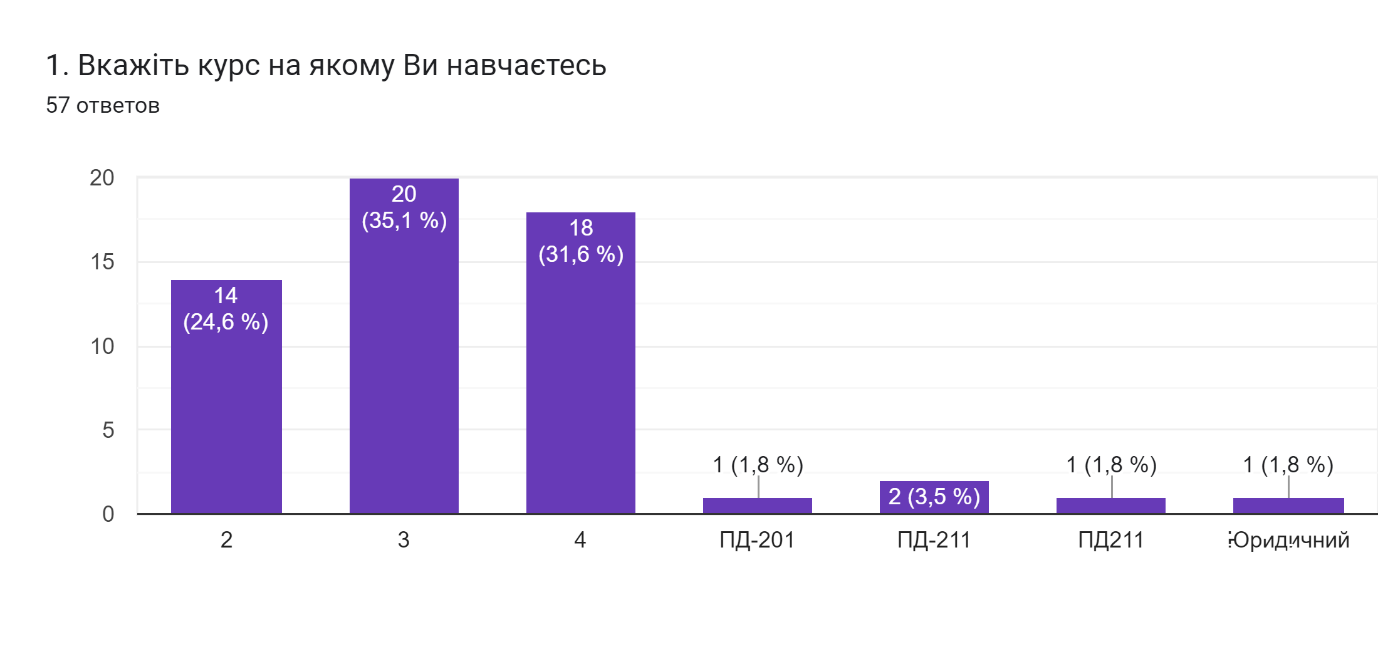 1. Вкажіть курс на якому Ви навчаєтесь
57 ответов
20
15
10
5
0
14
(24,6 %)
20
(35,1 %)
18
(31,6 %)
1 (1,8 %)
2 (3,5 %)
1 (1,8 %)
1 (1,8 %)
2
3
4
ПД-201
ПД-211
ПД211
Юридичний